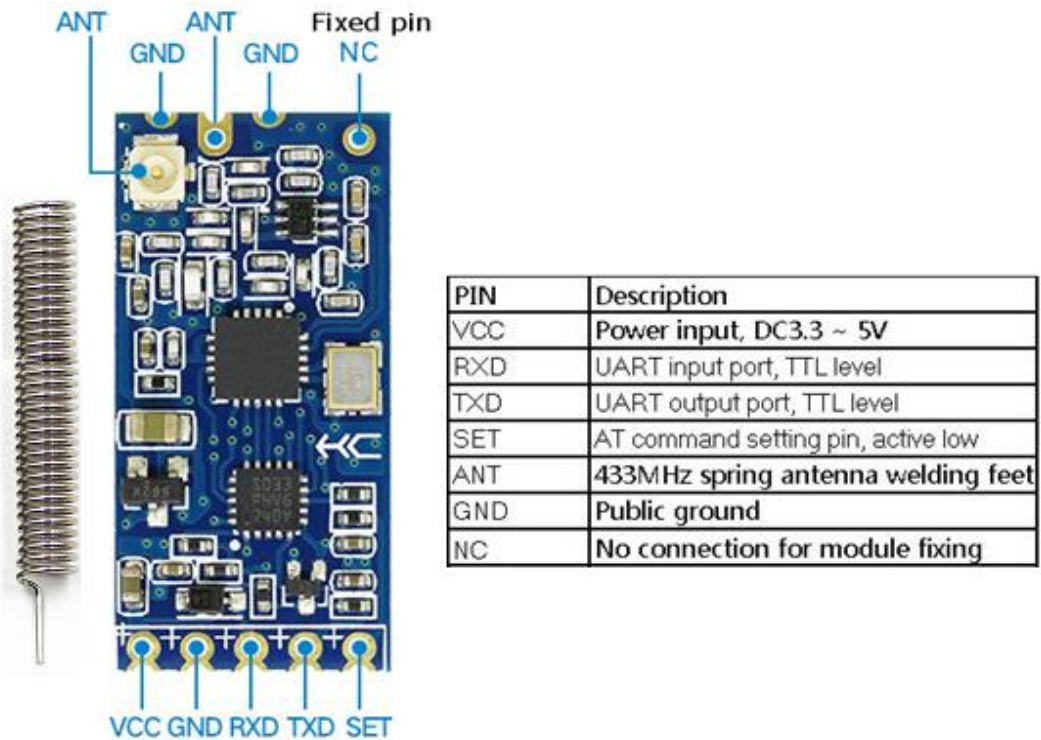 ANT ANT Fixed pin
GND GND NC
PIN Description
VCC Power input, DC3.3 ~ 5V
RXD UART input port, TTL level
TXD UART output port, TTL level
SET AT command setting pin, active low
ANT 433MHz spring antenna welding feet
GND Public ground
NC No connection for module fixing
VCC GND RXD TXD SET